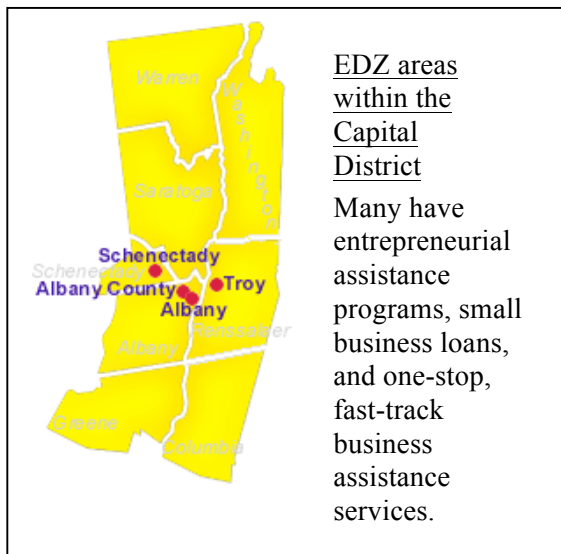 EDZ areas
within the
Capital
District
Many have
entrepreneurial
assistance
programs, small
business loans,
and one-stop,
fast-track
business
assistance
services.
Warren
Washington
Saratoga
Schenectady
Schenectady
Albany County
Troy
Albany
Rensselaer
Albany
Greene
Columbia